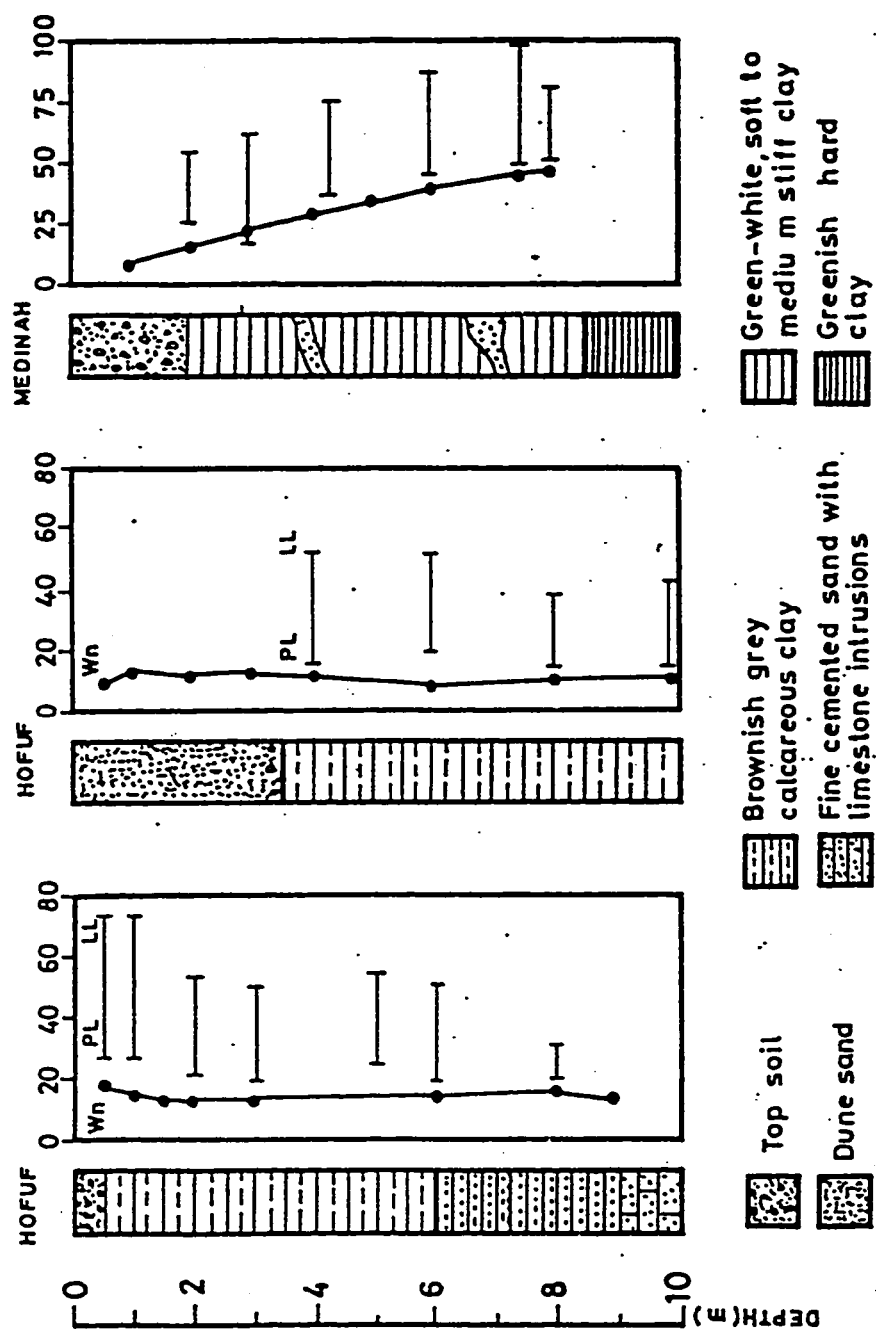 HOFUF
HOFUF
MEDINAH
0 20 40 60 80
0 20 40 60 80
0 25 50 75 100
Wn PL LL
Wn
PL LL
0
2
4
6
8
10
DEPTH (m)
Top soil
Dune sand
Brownish grey
calcareous clay
Fine cemented sand with
limestone intrusions
Green-white, soft to
mediu m stiff clay
Greenish hard
clay